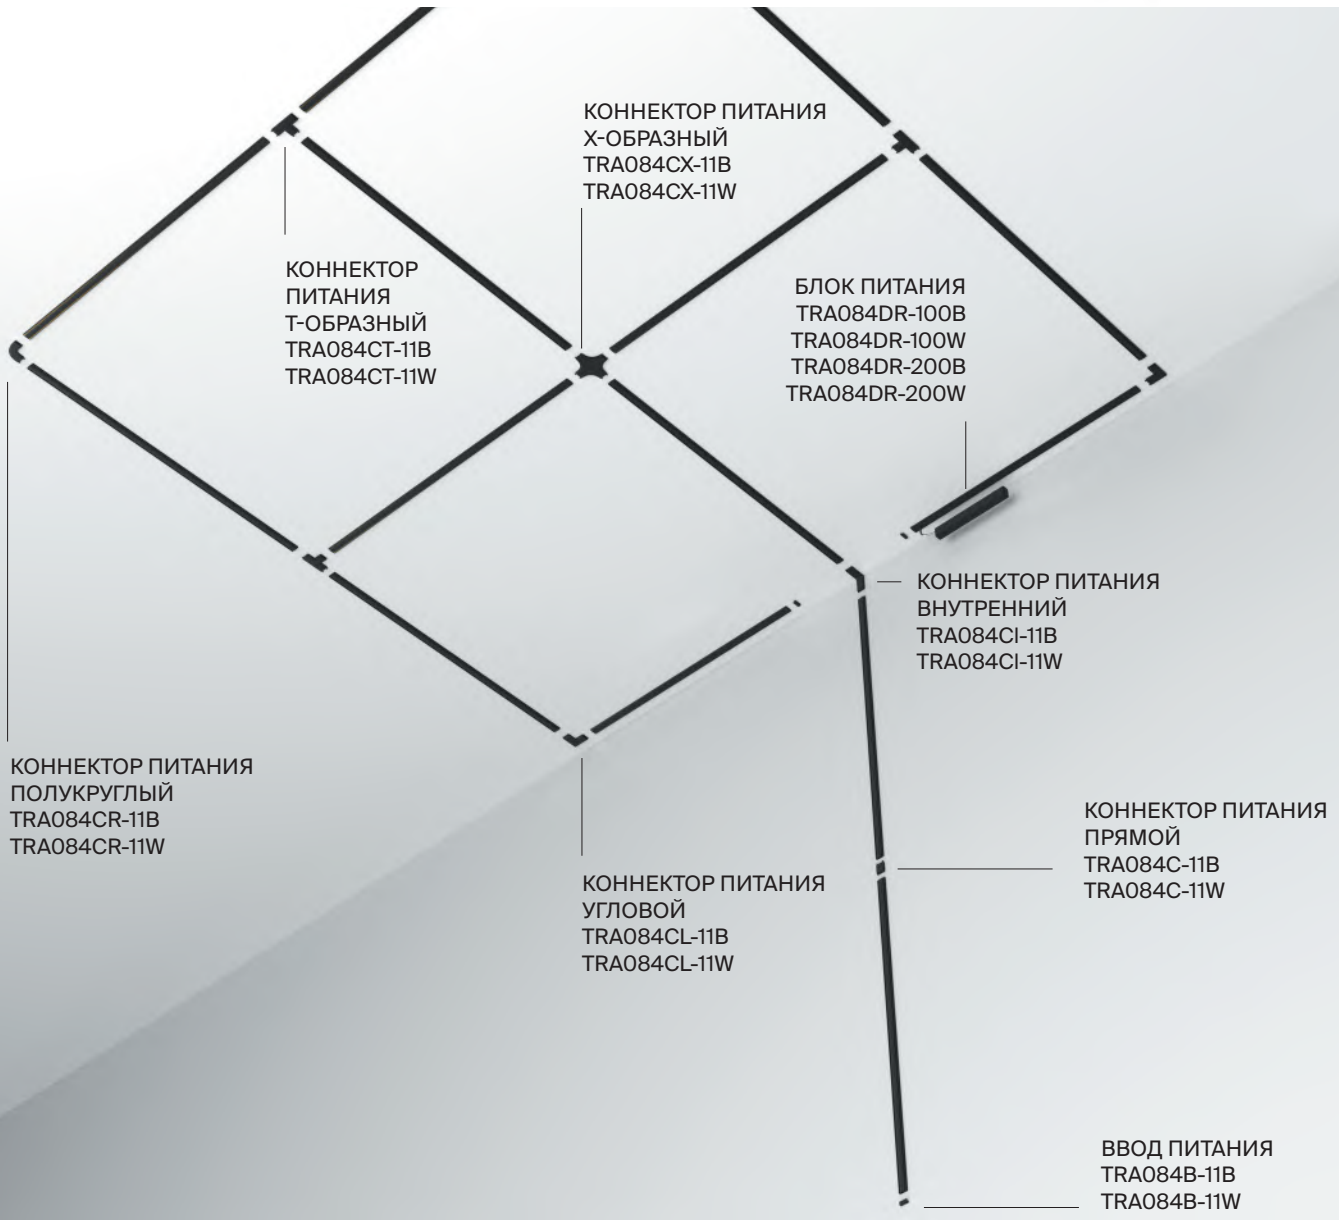 КОННЕКТОР ПИТАНИЯ
X-ОБРАЗНЫЙ
TRA084CX-11B
TRA084CX-11W
КОННЕКТОР
ПИТАНИЯ
Т-ОБРАЗНЫЙ
TRA084CT-11B
TRA084CT-11W
БЛОК ПИТАНИЯ
TRA084DR-100B
TRA084DR-100W
TRA084DR-200B
TRA084DR-200W
КОННЕКТОР ПИТАНИЯ
ВНУТРЕННИЙ
TRA084CI-11B
TRA084CI-11W
КОННЕКТОР ПИТАНИЯ
ПОЛУКРУГЛЫЙ
TRA084CR-11B
TRA084CR-11W
КОННЕКТОР ПИТАНИЯ
УГЛОВОЙ
TRA084CL-11B
TRA084CL-11W
КОННЕКТОР ПИТАНИЯ
ПРЯМОЙ
TRA084C-11B
TRA084C-11W
ВВОД ПИТАНИЯ
TRA084B-11B
TRA084B-11W